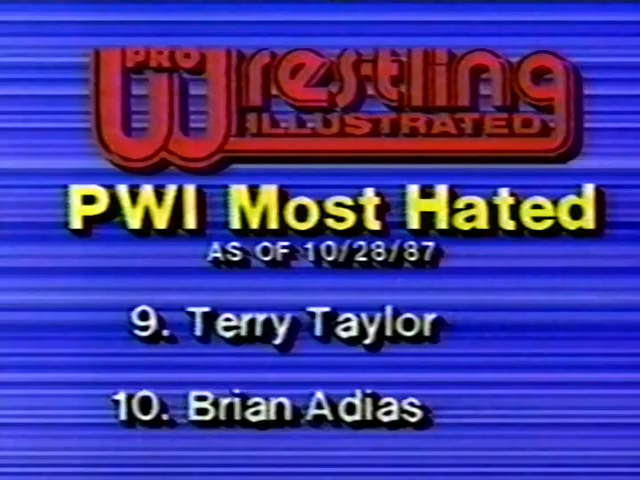 PRO
Wrestling
ILLUSTRATED
PWI Most Hated
AS OF 10/28/87
9. Terry Taylor
10. Brian Adias